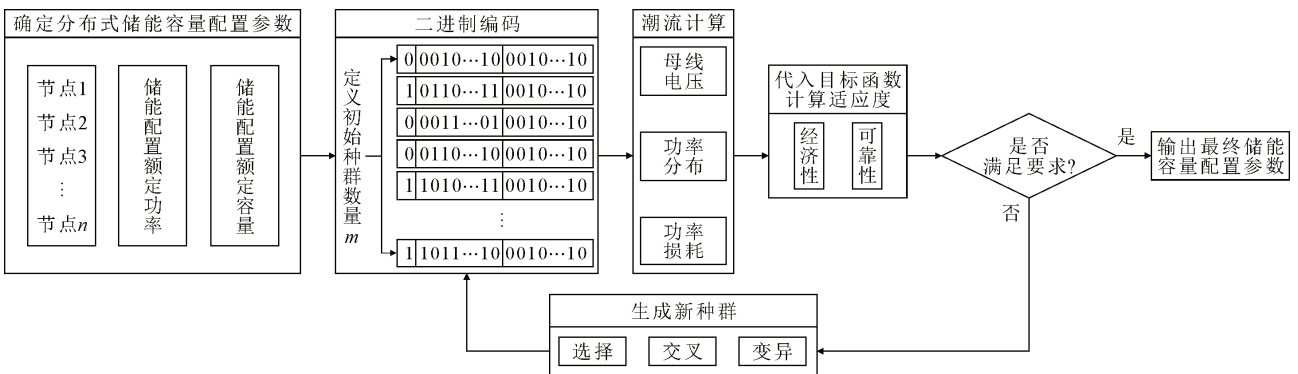 确定分布式储能容量配置参数
节点1
节点2
节点3
⋮
节点n
储能配置额定功率
储能配置额定容量
二进制编码
定义初始种群数量m
0 0010…10 0010…10
1 0110…11 0010…10
0 0011…01 0010…10
0 0110…10 0010…10
1 1010…11 0010…10
⋮
1 1011…10 0010…10
潮流计算
母线
电压
功率
分布
功率
损耗
代入目标函数
计算适应度
经济性
可靠性
是否
满足要求?
是
否
输出最终储能
容量配置参数
生成新种群
选择
交叉
变异